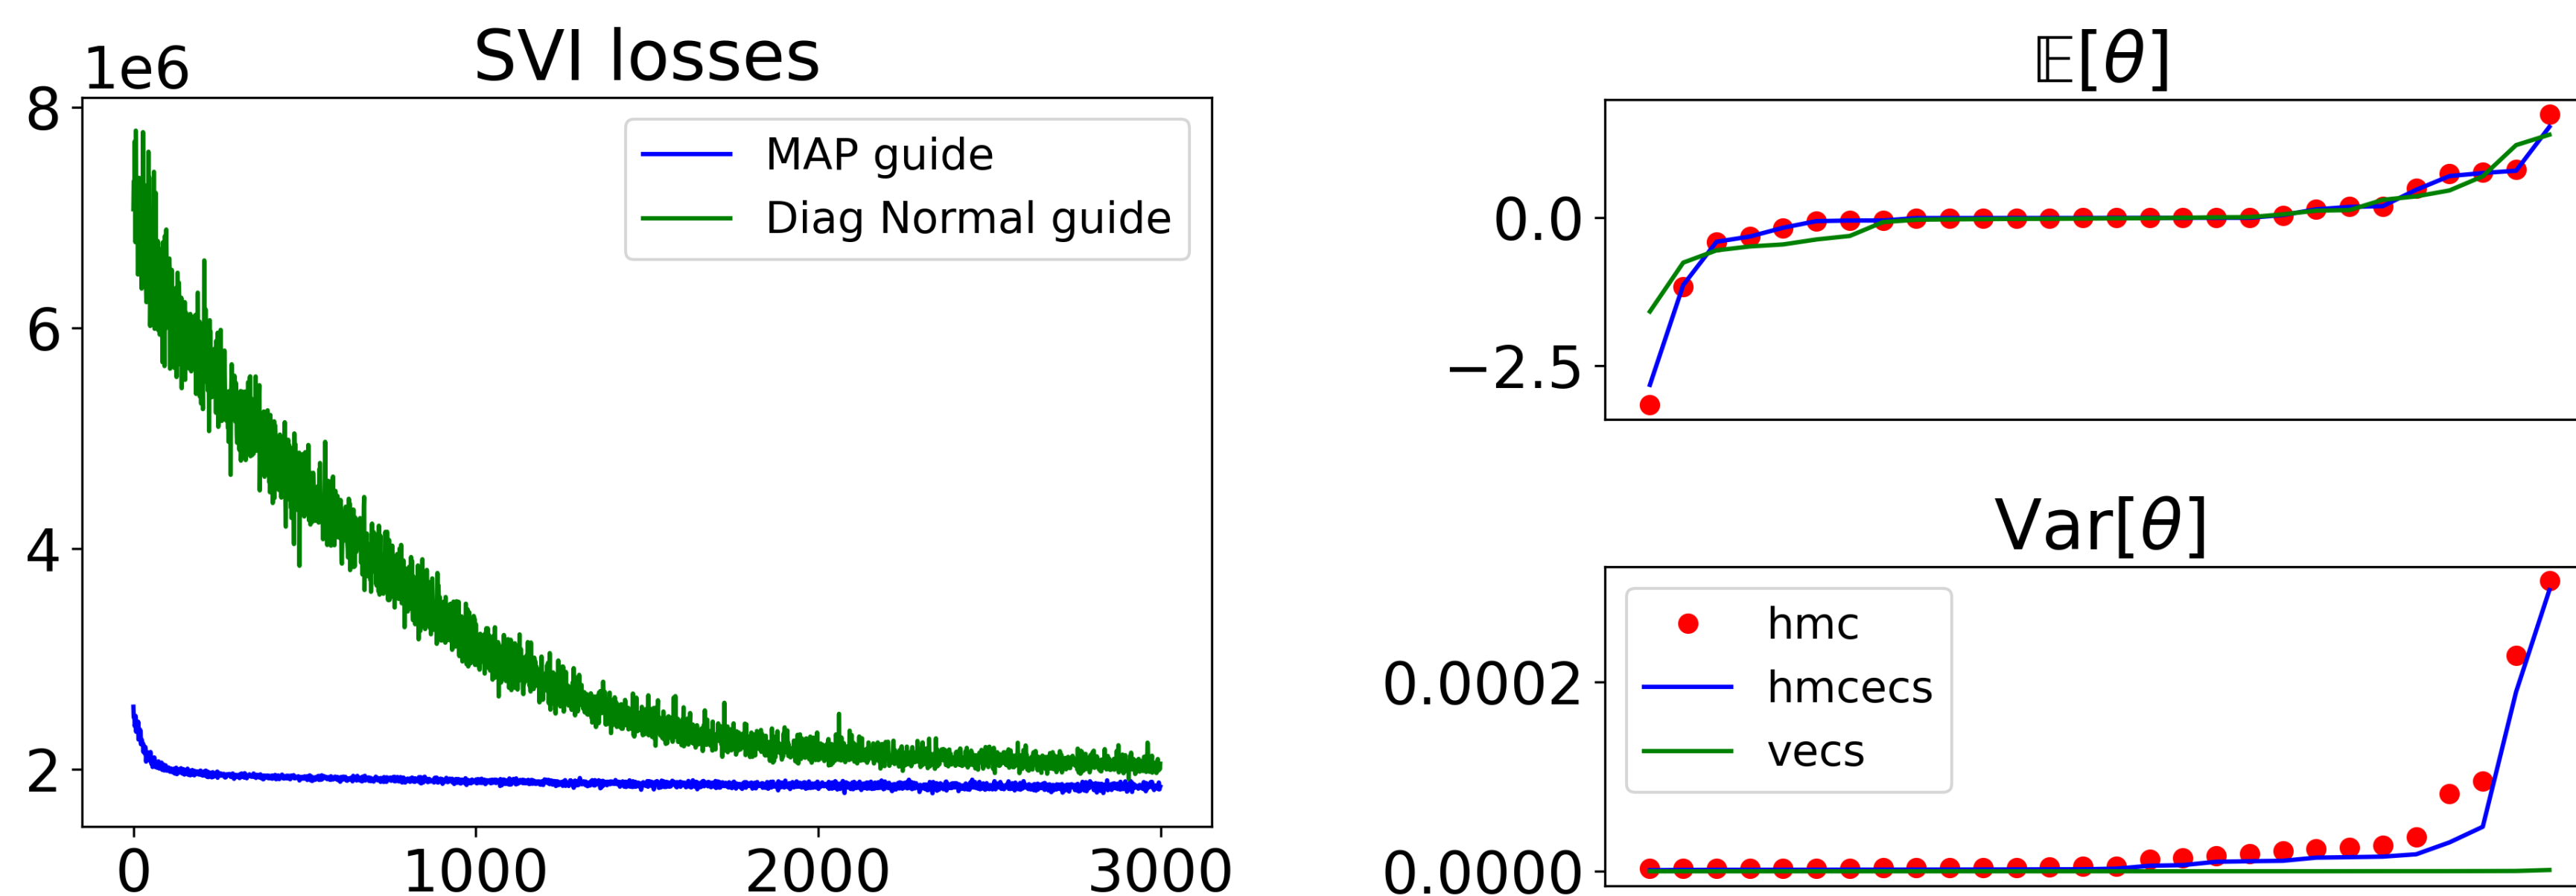 SVI losses
1e6
8
6
4
2
0
1000
2000
3000
MAP guide
Diag Normal guide
𝔼[θ]
0.0
−2.5
Var[θ]
0.0002
0.0000
hmc
hmcecs
vecs